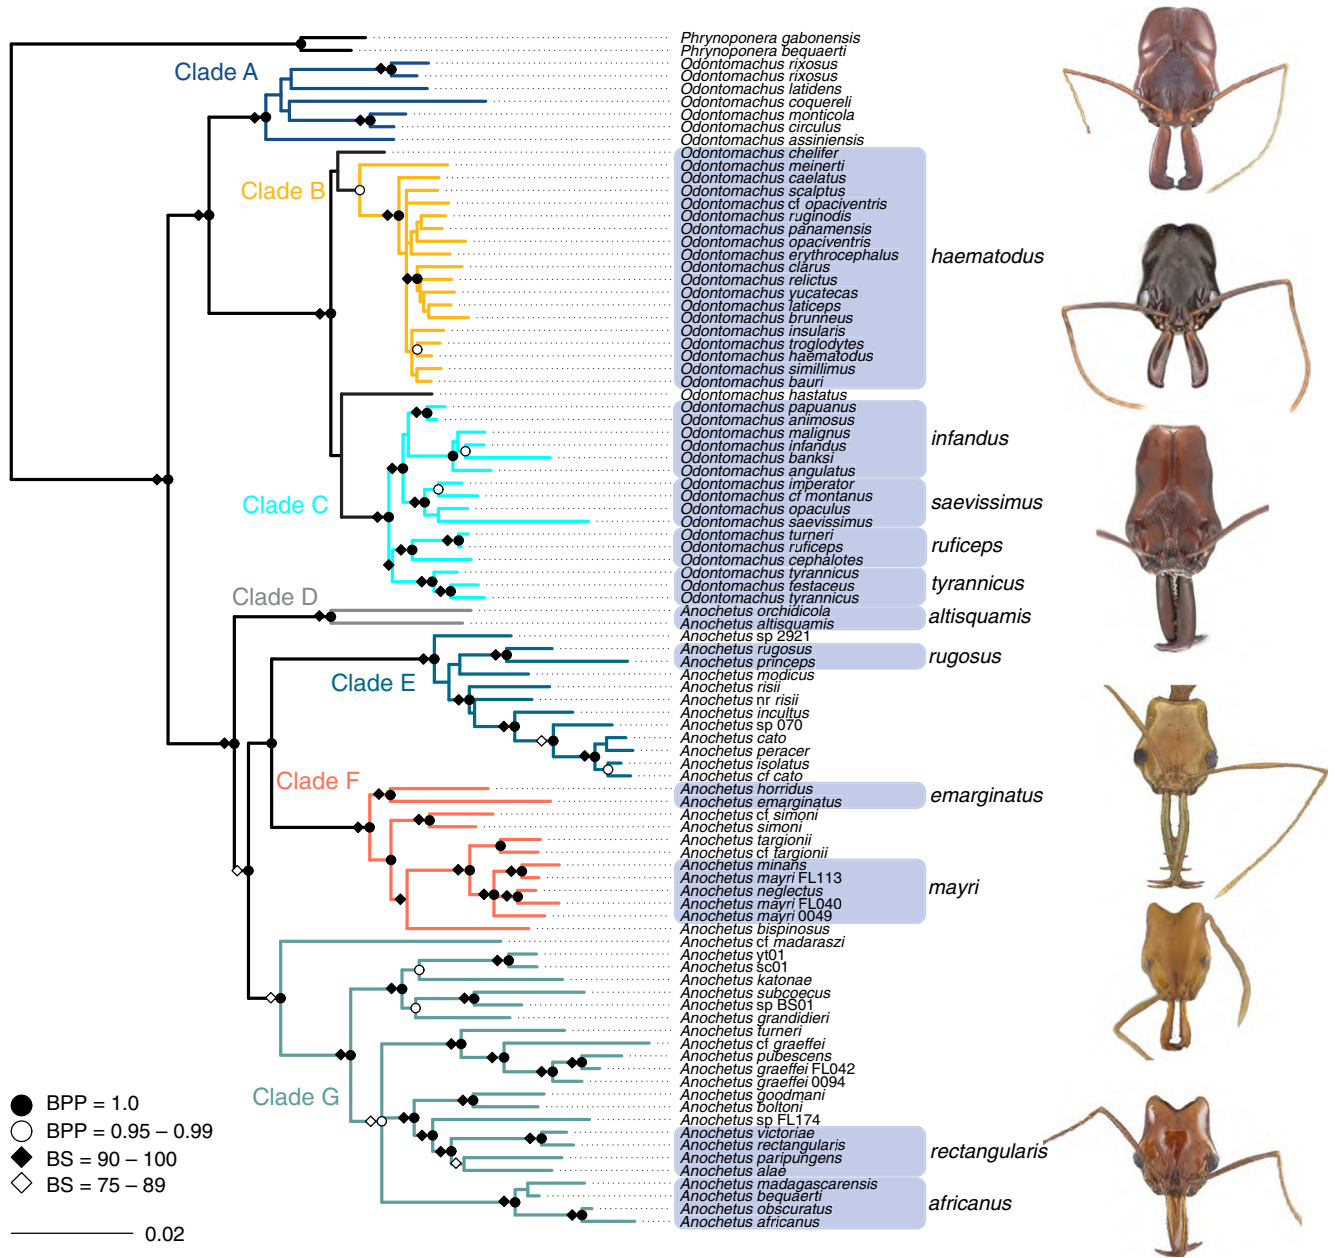 Phrynoponera gabonensis
Phrynoponera bequaerti
Odontomachus rixosus
Clade A
Odontomachus rixosus
Odontomachus latidens
Odontomachus coquereli
Odontomachus monticola
Odontomachus circulus
Odontomachus assiniensis
Odontomachus chelifer
Odontomachus meinerti
Odontomachus caelatus
Clade B
Odontomachus scalptus
Odontomachus cf opaciventris
Odontomachus ruginodis
Odontomachus panamensis
Odontomachus opaciventris
Odontomachus erythrocephalus
haematodus
Odontomachus clarus
Odontomachus relictus
Odontomachus yucatecas
Odontomachus laticeps
Odontomachus brunneus
Odontomachus insularis
Odontomachus troglodytes
Odontomachus haematodus
Odontomachus simillimus
Odontomachus bauri
Odontomachus hastatus
Odontomachus papuanus
Odontomachus animosus
Odontomachus malignus
Odontomachus infandus
infandus
Odontomachus banksi
Odontomachus angulatus
Odontomachus imperator
Odontomachus cf montanus
saevissimus
Clade C
Odontomachus opaculus
Odontomachus saevissimus
Odontomachus turneri
Odontomachus ruficeps
ruficeps
Odontomachus cephalotes
Odontomachus tyrannicus
Odontomachus testaceus
tyrannicus
Odontomachus tyrannicus
Clade D
Anochetus orchidicola
Anochetus altisquamis
altisquamis
Anochetus sp 2921
Anochetus rugosus
rugosus
Anochetus princeps
Anochetus modicus
Clade E
Anochetus risii
Anochetus nr risii
Anochetus incultus
Anochetus sp 070
Anochetus cato
Anochetus peracer
Anochetus isolatus
Anochetus cf cato
Clade F
Anochetus horridus
emarginatus
Anochetus emarginatus
Anochetus cf simoni
Anochetus simoni
Anochetus targionii
Anochetus cf targionii
Anochetus minans
Anochetus mayri FL113
mayri
Anochetus neglectus
Anochetus mayri FL040
Anochetus mayri 0049
Anochetus bispinosus
Anochetus cf madaraszi
Anochetus yt01
Anochetus sc01
Anochetus katonae
Anochetus subcoecus
Anochetus sp BS01
Anochetus grandidieri
Anochetus turneri
Anochetus cf graeffei
Anochetus pubescens
Anochetus graeffei FL042
Anochetus graeffei 0094
Clade G
Anochetus goodmani
Anochetus boltoni
Anochetus sp FL174
Anochetus victoriae
Anochetus rectangularis
rectangularis
Anochetus paripungens
Anochetus alae
Anochetus madagascarensis
Anochetus bequaerti
africanus
Anochetus obscuratus
Anochetus africanus
BPP = 1.0
BPP = 0.95 – 0.99
BS = 90 – 100
BS = 75 – 89
0.02